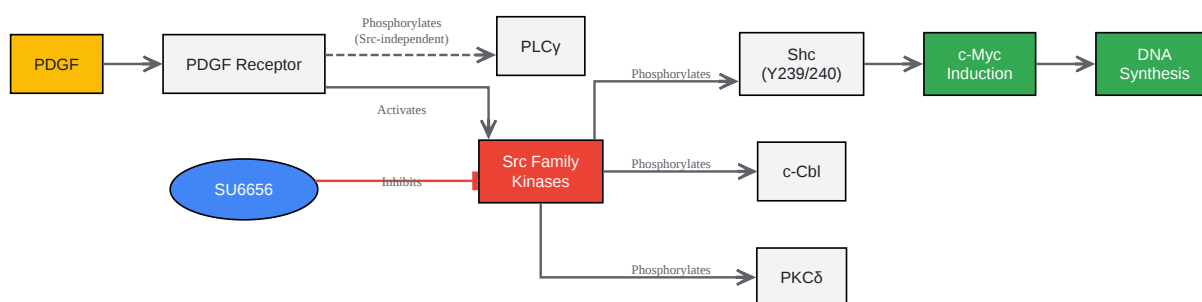 PDGF
PDGF Receptor
Phosphorylates
(Src-independent)
PLCγ
Activates
SU6656
Inhibits
Src Family
Kinases
Phosphorylates
Shc
(Y239/240)
c-Myc
Induction
DNA
Synthesis
Phosphorylates
c-Cbl
Phosphorylates
PKCδ